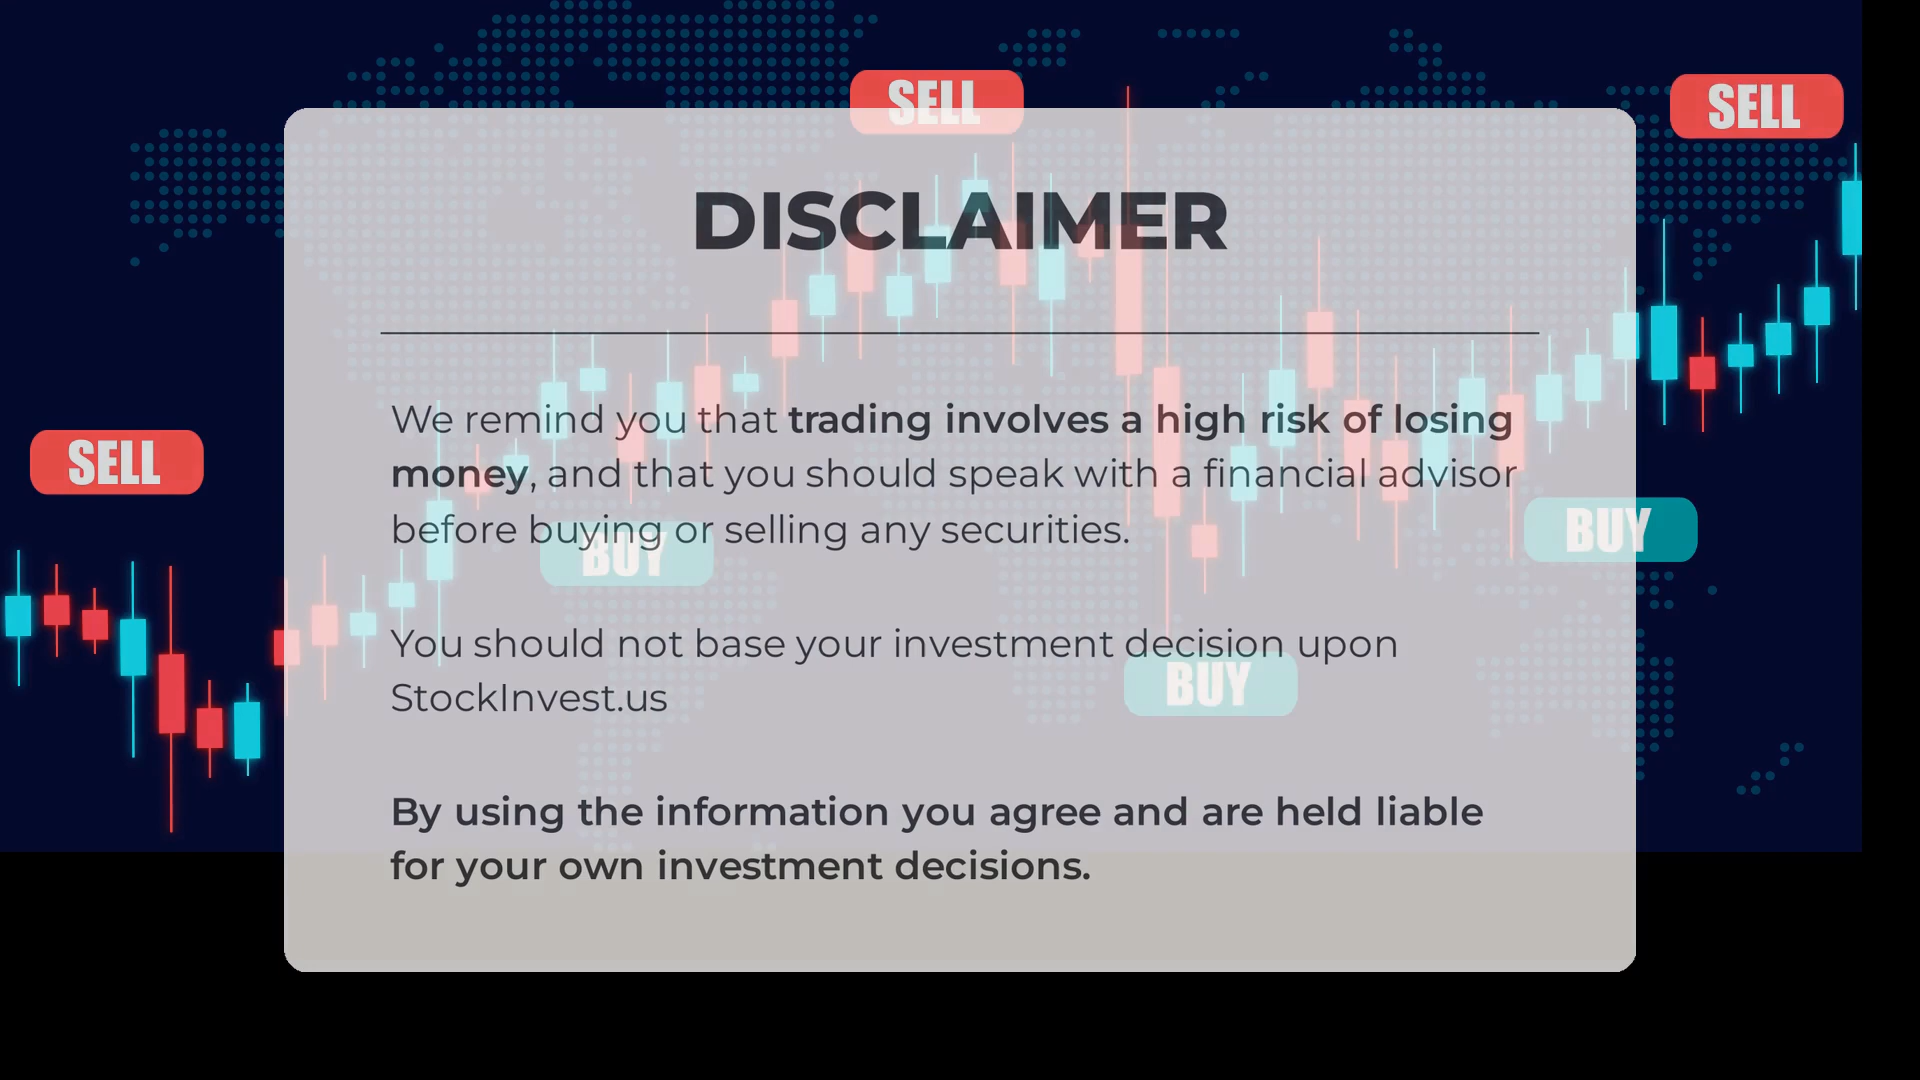 SELL
SELL
DISCLAIMER
We remind you that trading involves a high risk of losing
money, and that you should speak with a financial advisor
before buying or selling any securities.
SELL
BUY
BUY
You should not base your investment decision upon
StockInvest.us
BUY
By using the information you agree and are held liable
for your own investment decisions.